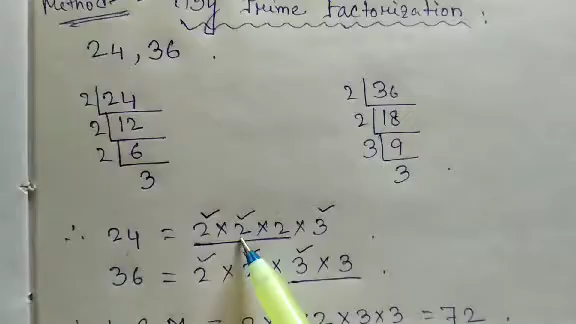 Method By Prime Factorization :
24, 36 .
2 24 2 36
2 12 2 18
2 6 3 9
3 3 .
∴ 24 = 2 × 2 × 2 × 3
36 = 2 × × 3 × 3 .
= 2 × 3 × 3 = 72 .